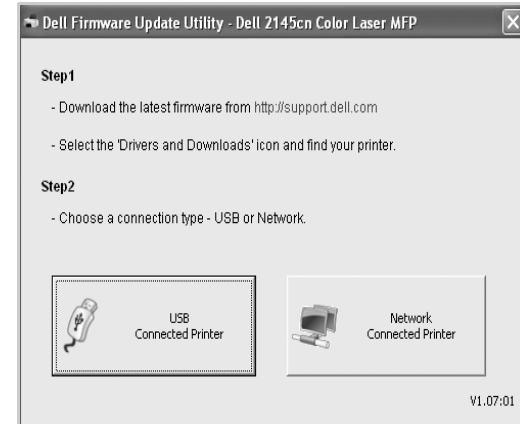 Dell Firmware Update Utility - Dell 2145cn Color Laser MFP
Step1
- Download the latest firmware from http://support.dell.com
- Select the 'Drivers and Downloads' icon and find your printer.
Step2
- Choose a connection type - USB or Network.
USB
Connected Printer
Network
Connected Printer
V1.07:01